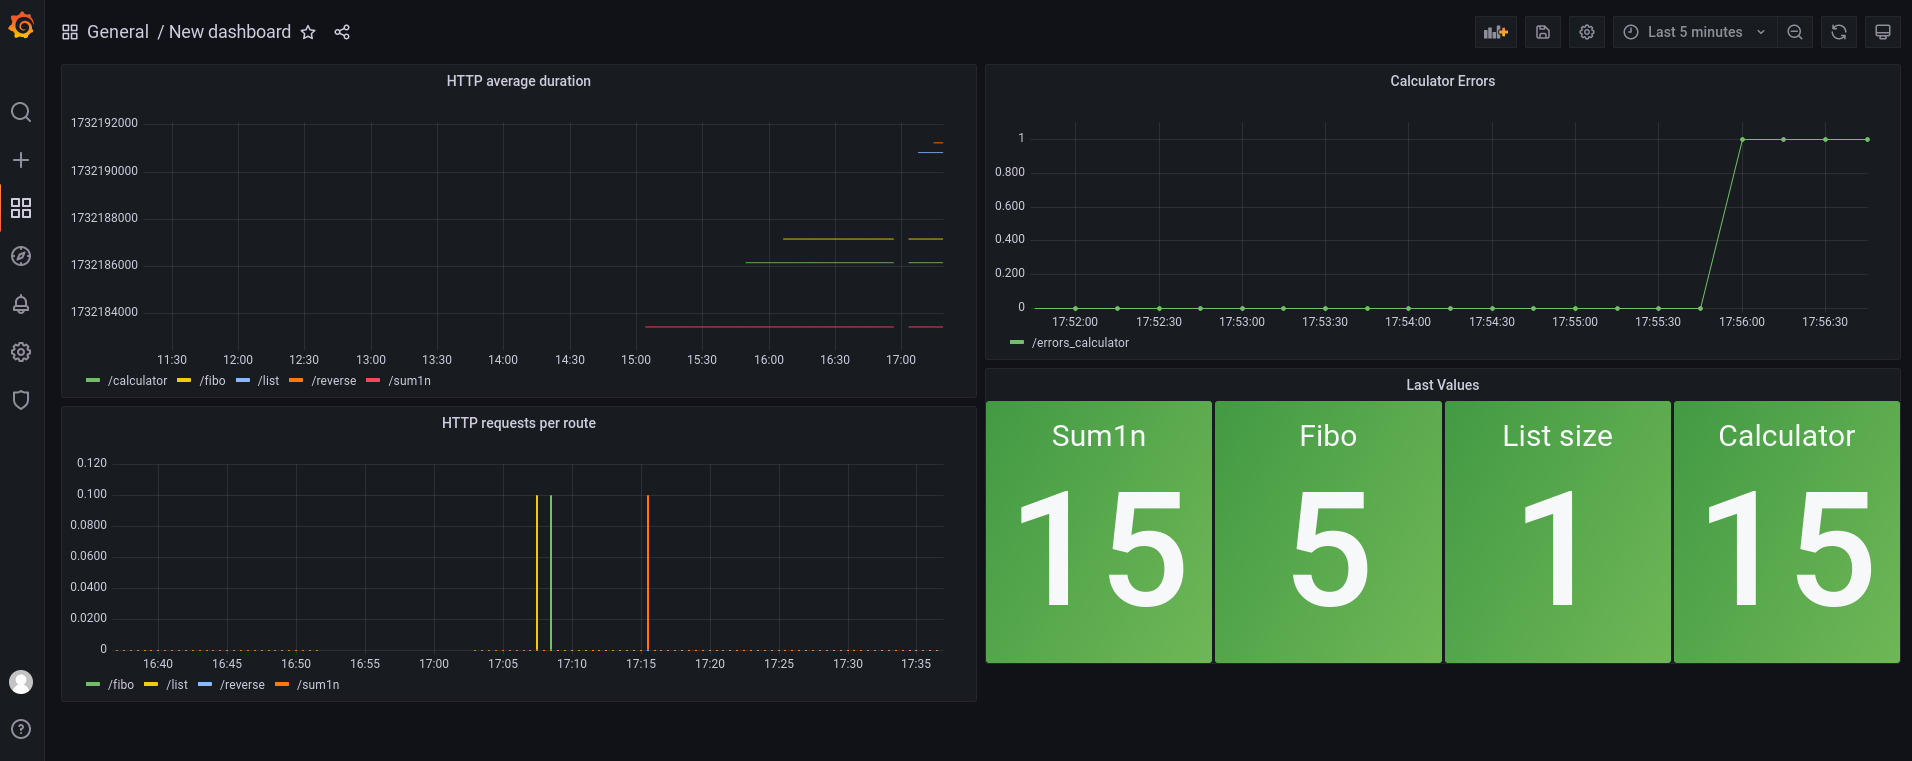 General / New dashboard
Last 5 minutes
HTTP average duration
1732192000
1732190000
1732188000
1732186000
1732184000
11:30 12:00 12:30 13:00 13:30 14:00 14:30 15:00 15:30 16:00 16:30 17:00
/calculator /fibo /list /reverse /sum1n
Calculator Errors
1
0.800
0.600
0.400
0.200
0
17:52:00 17:52:30 17:53:00 17:53:30 17:54:00 17:54:30 17:55:00 17:55:30 17:56:00 17:56:30
/errors_calculator
HTTP requests per route
0.120
0.100
0.0800
0.0600
0.0400
0.0200
0
16:40 16:45 16:50 16:55 17:00 17:05 17:10 17:15 17:20 17:25 17:30 17:35
/fibo /list /reverse /sum1n
Last Values
Sum1n
15
Fibo
5
List size
1
Calculator
15